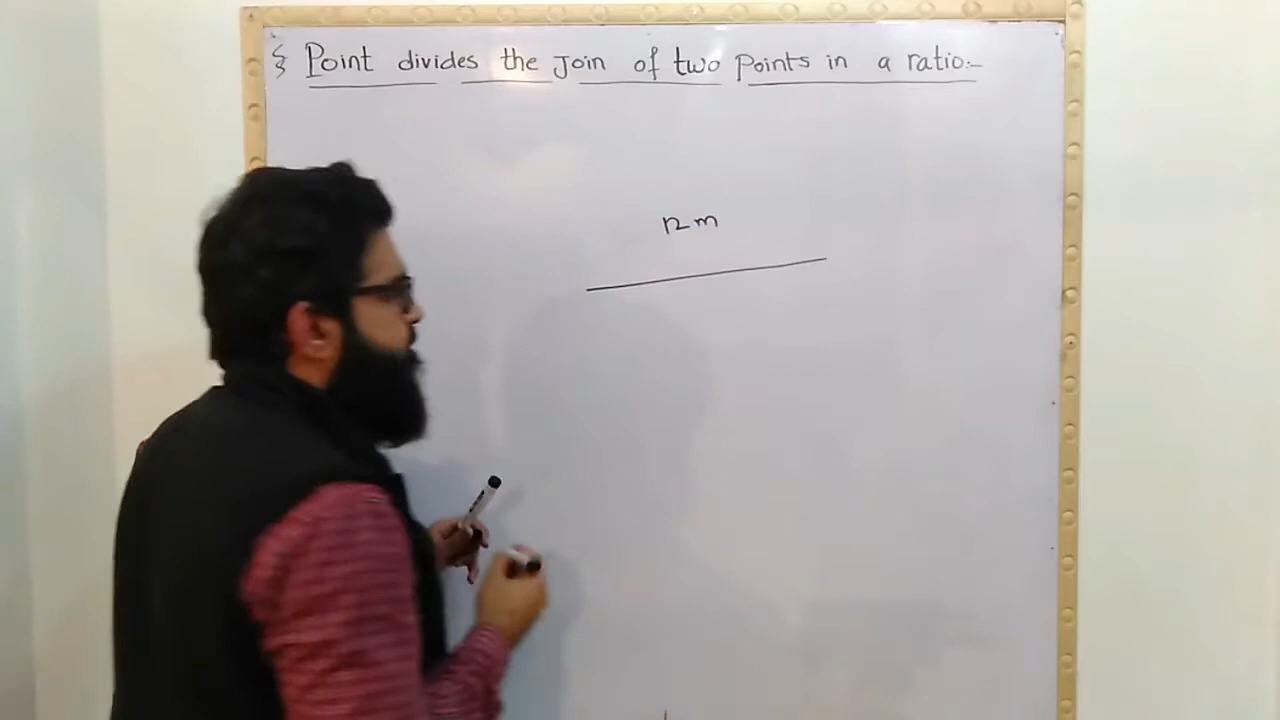 § Point divides the Join of two Points in a ratio:-
12 m